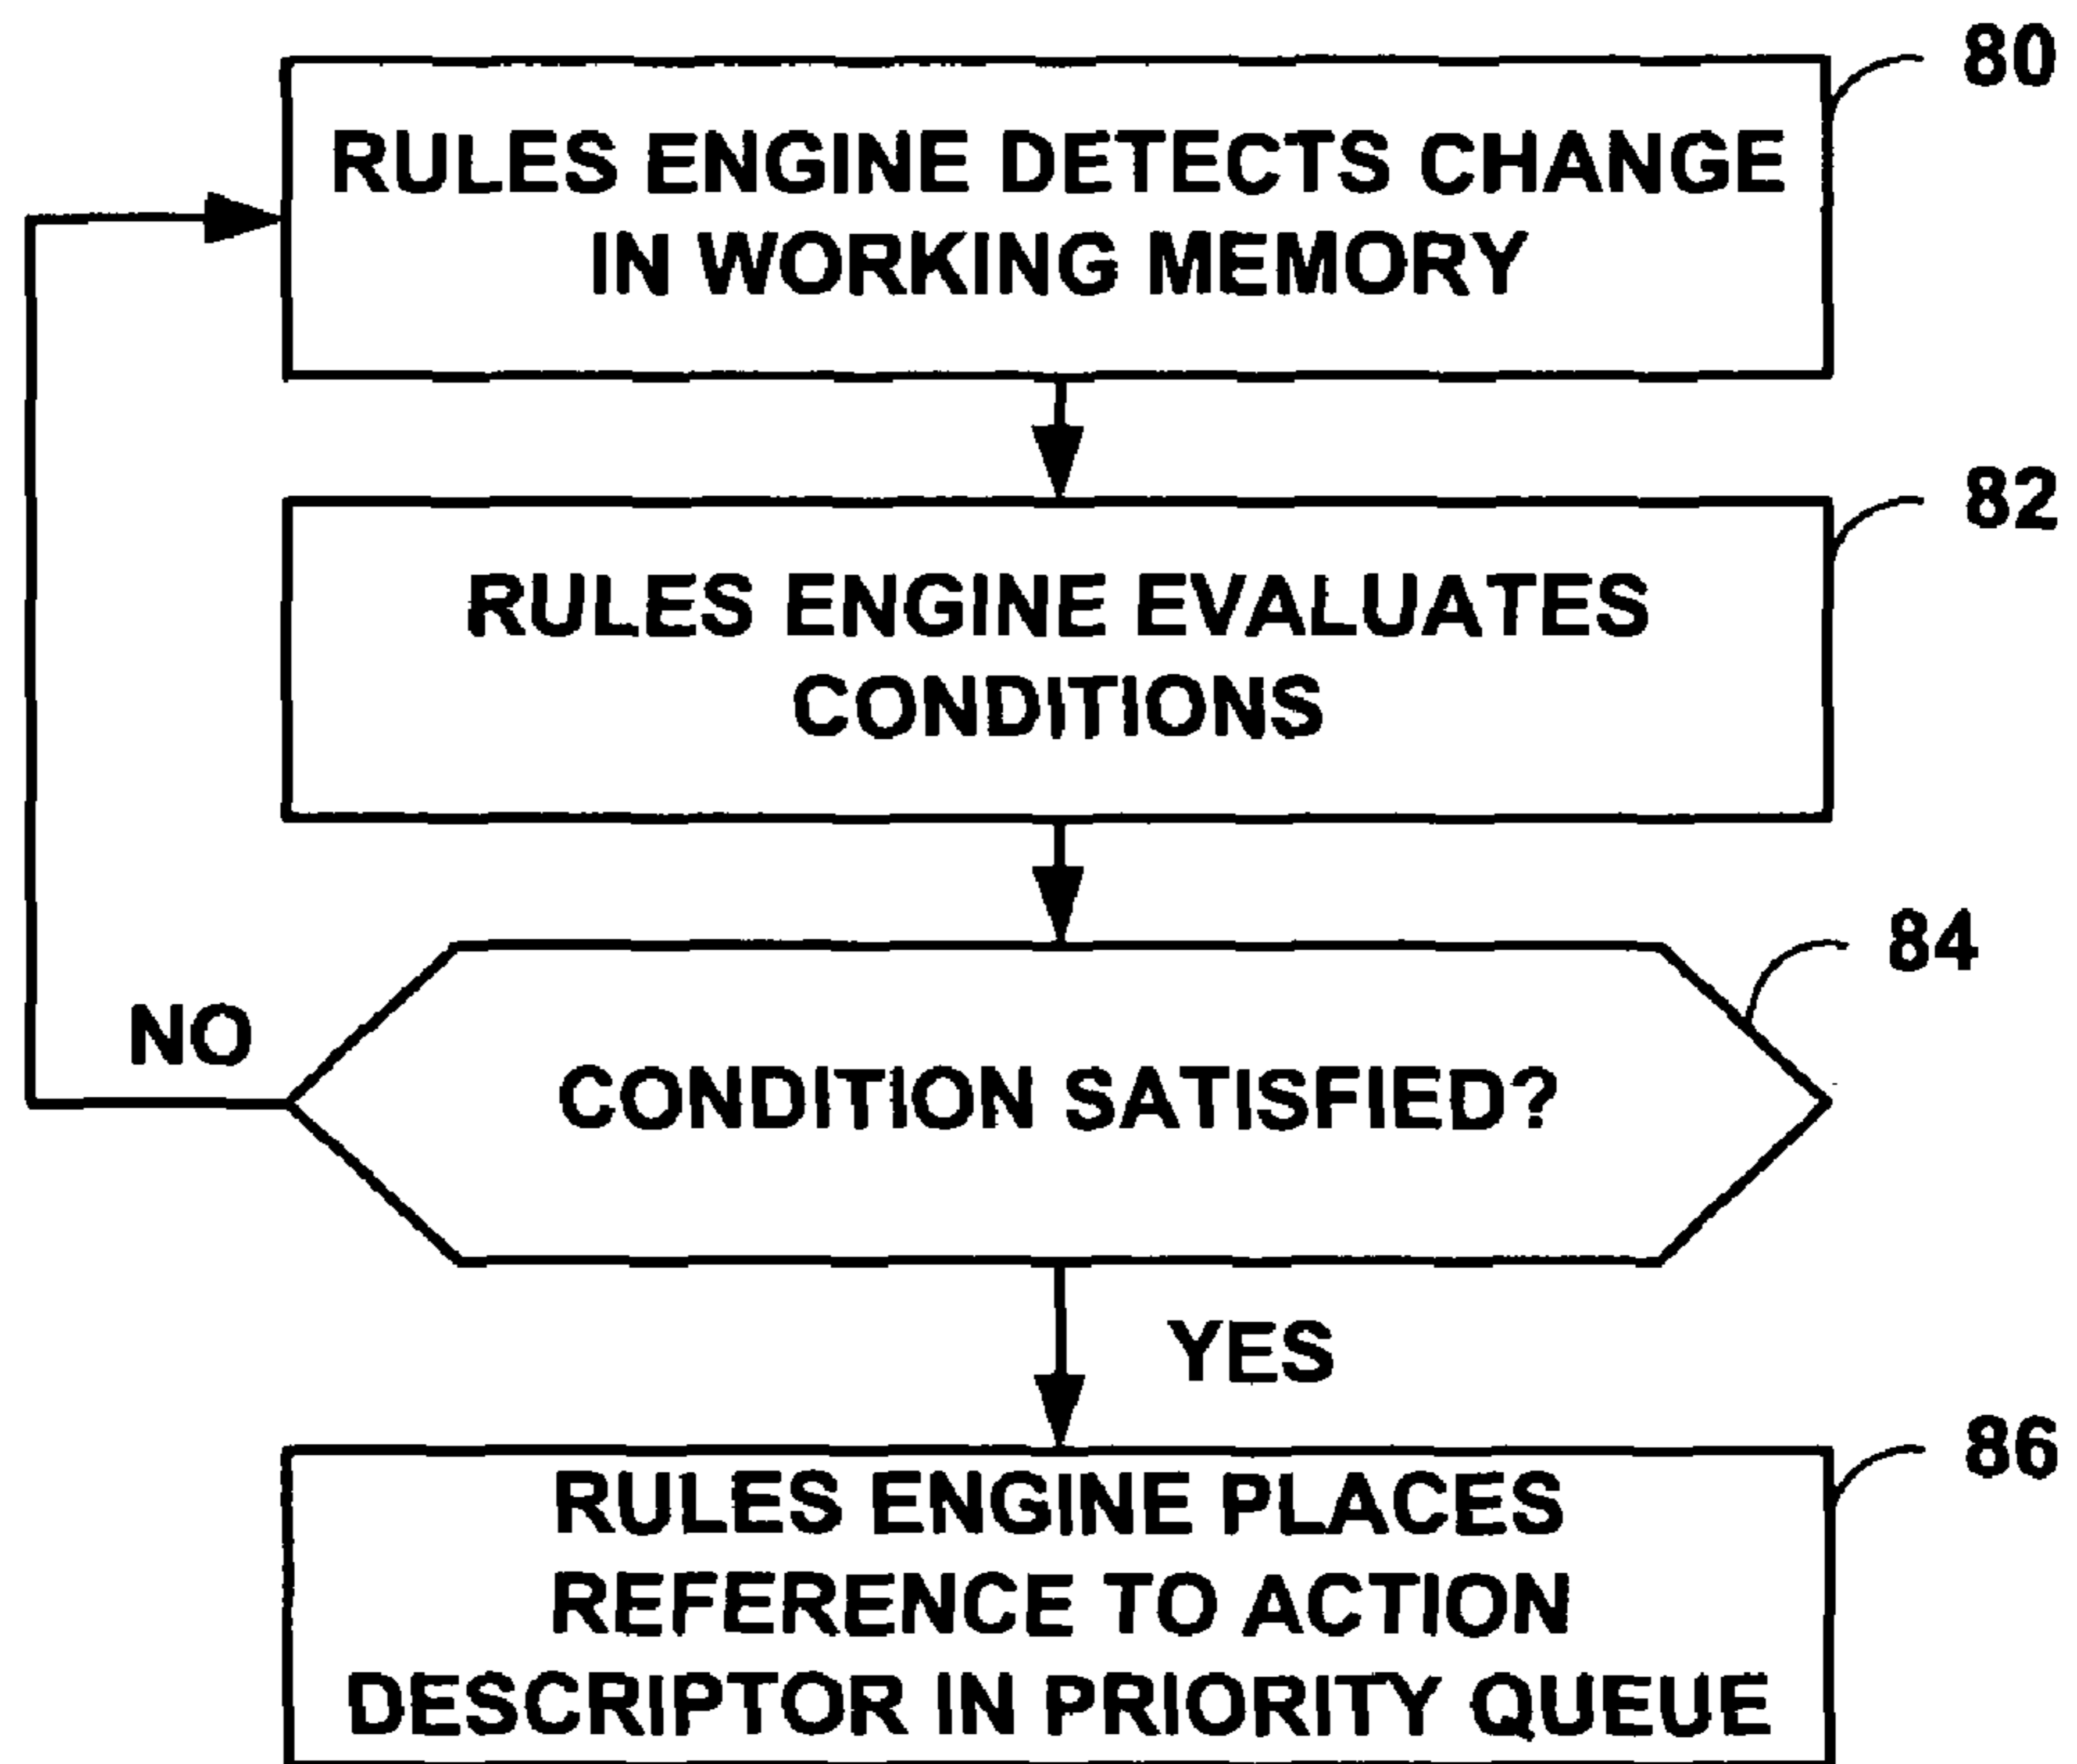 80
RULES ENGINE DETECTS CHANGE
IN WORKING MEMORY
82
RULES ENGINE EVALUATES
CONDITIONS
84
NO
CONDITION SATISFIED?
YES
86
RULES ENGINE PLACES
REFERENCE TO ACTION
DESCRIPTOR IN PRIORITY QUEUE